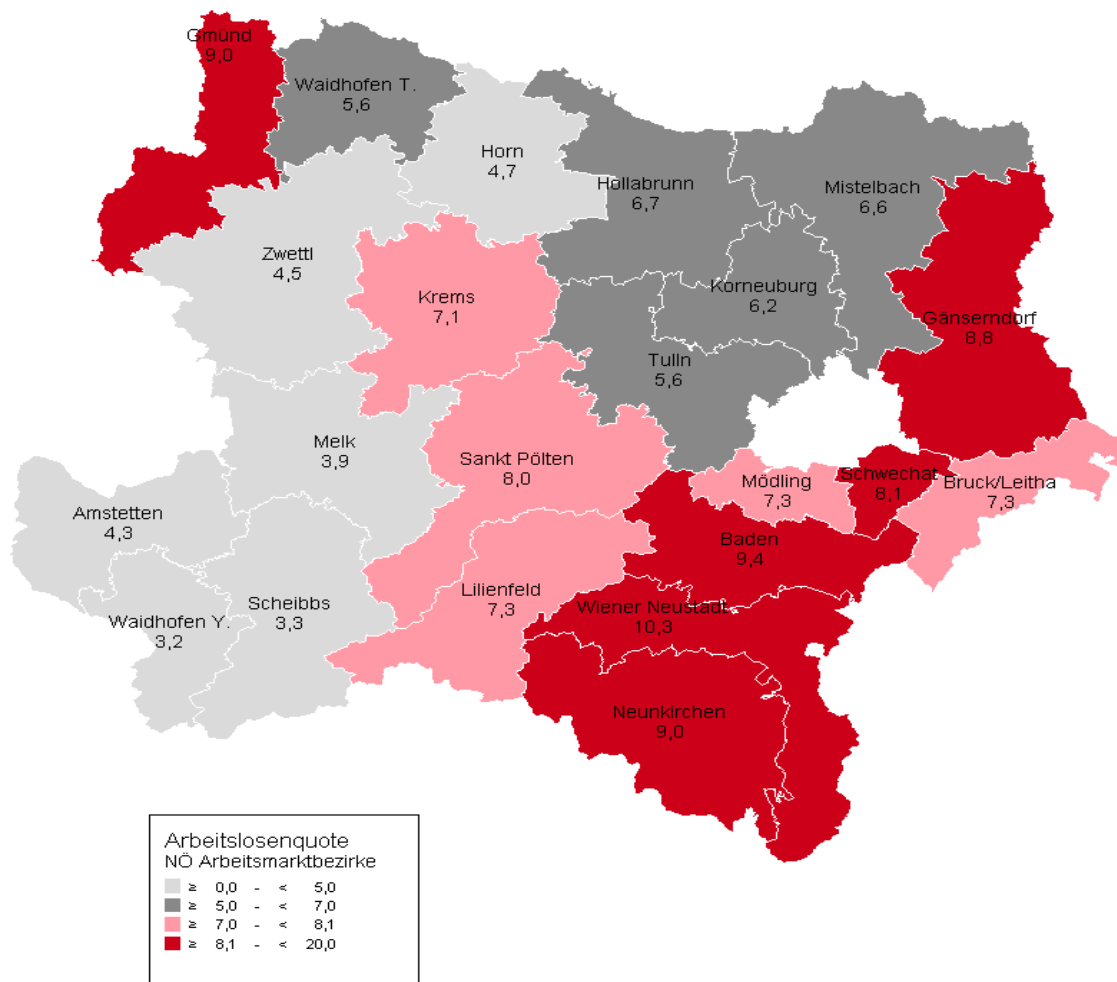 Gmünd
9,0
Waidhofen T.
5,6
Horn
4,7
Hollabrunn
6,7
Mistelbach
6,6
Zwettl
4,5
Krems
7,1
Korneuburg
6,2
Gänserndorf
8,8
Tulln
5,6
Melk
3,9
Sankt Pölten
8,0
Mödling
7,3
Schwechat
8,1
Bruck/Leitha
7,3
Amstetten
4,3
Baden
9,4
Lilienfeld
7,3
Scheibbs
3,3
Waidhofen Y.
3,2
Wiener Neustadt
10,3
Neunkirchen
9,0
Arbeitslosenquote
NÖ Arbeitsmarktbezirke
≥ 0,0 - < 5,0
≥ 5,0 - < 7,0
≥ 7,0 - < 8,1
≥ 8,1 - < 20,0